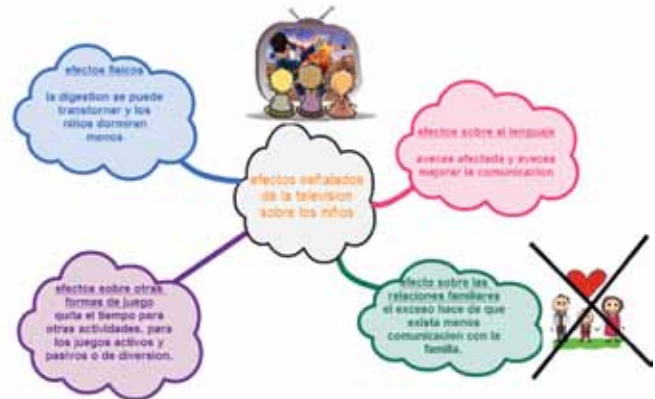 efectos fisicos
la digestion se puede
transtornar y los
niños dormiran
menos
efectos sobre el lenguaje
aveces afectada y aveces
mejorar la comunicacion
efectos señalados
de la television
sobre los niños
efectos sobre otras
formas de juego
quita el tiempo para
otras actividades, para
los juegos activos y
pasivos o de diversion.
efecto sobre las
relaciones familiares
el exceso hace de que
exista menos
comunicacion con la
familia.